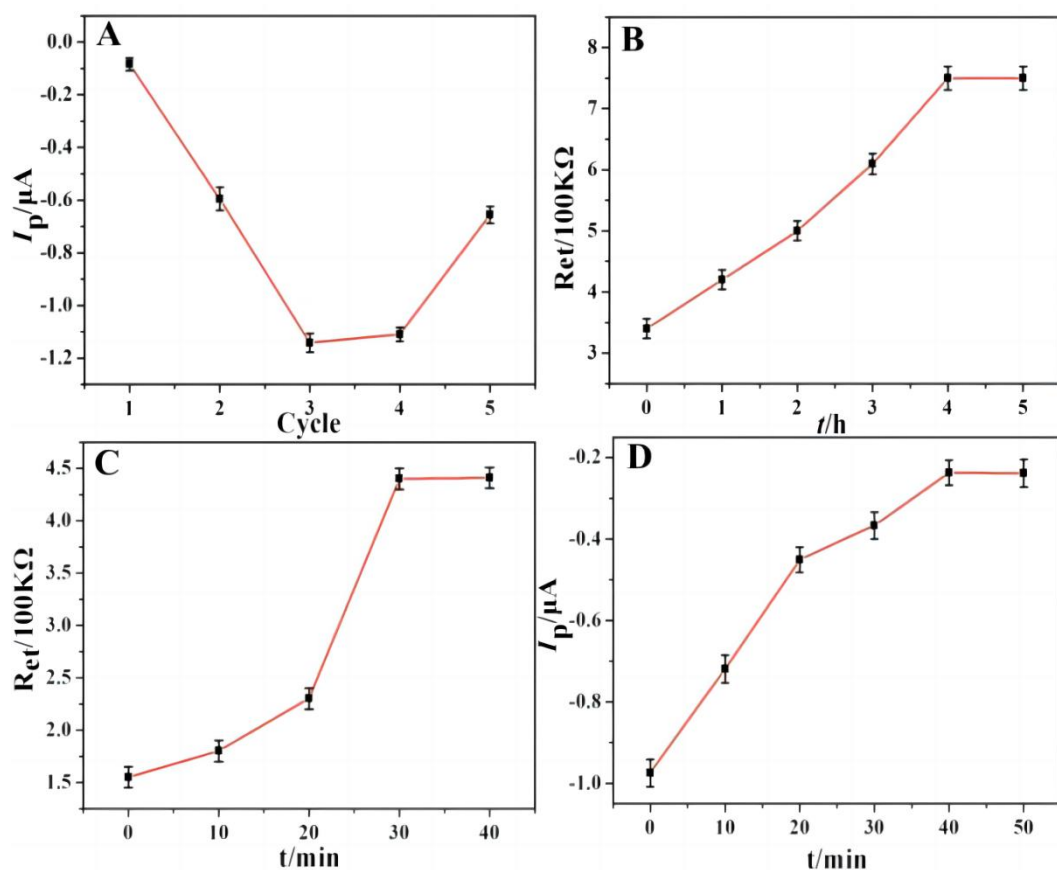 A
0.0
-0.2
-0.4
-0.6
-0.8
-1.0
-1.2
Ip/μA
1 2 3 4 5
Cycle
B
8
7
6
5
4
3
Ret/100KΩ
0 1 2 3 4 5
t/h
C
4.5
4.0
3.5
3.0
2.5
2.0
1.5
Ret/100KΩ
0 10 20 30 40
t/min
D
-0.2
-0.4
-0.6
-0.8
-1.0
Ip/μA
0 10 20 30 40 50
t/min